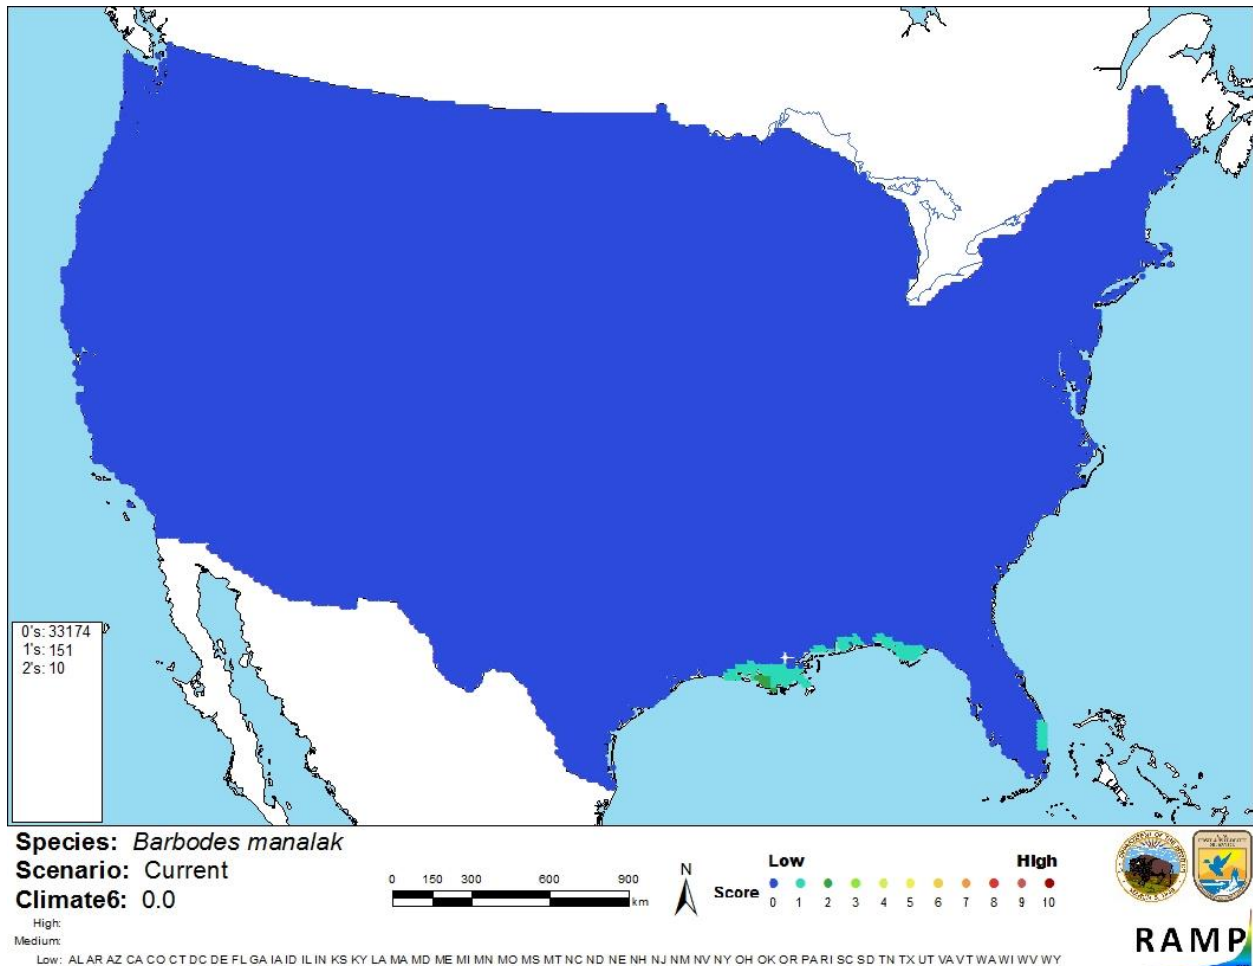 0's: 33174
1's: 151
2's: 10
Species: Barbodes manalak
Scenario: Current
Climate6: 0.0
High:
Medium:
Low: AL AR AZ CA CO CT DC DE FL GA IA ID IL IN KS KY LA MA MD ME MI MN MO MS MT NC ND NE NH NJ NM NV NY OH OK OR PA RI SC SD TN TX UT VA VT WA WI WV WY
0 150 300 600 900
km
N
Low High
Score
0 1 2 3 4 5 6 7 8 9 10
RAMP